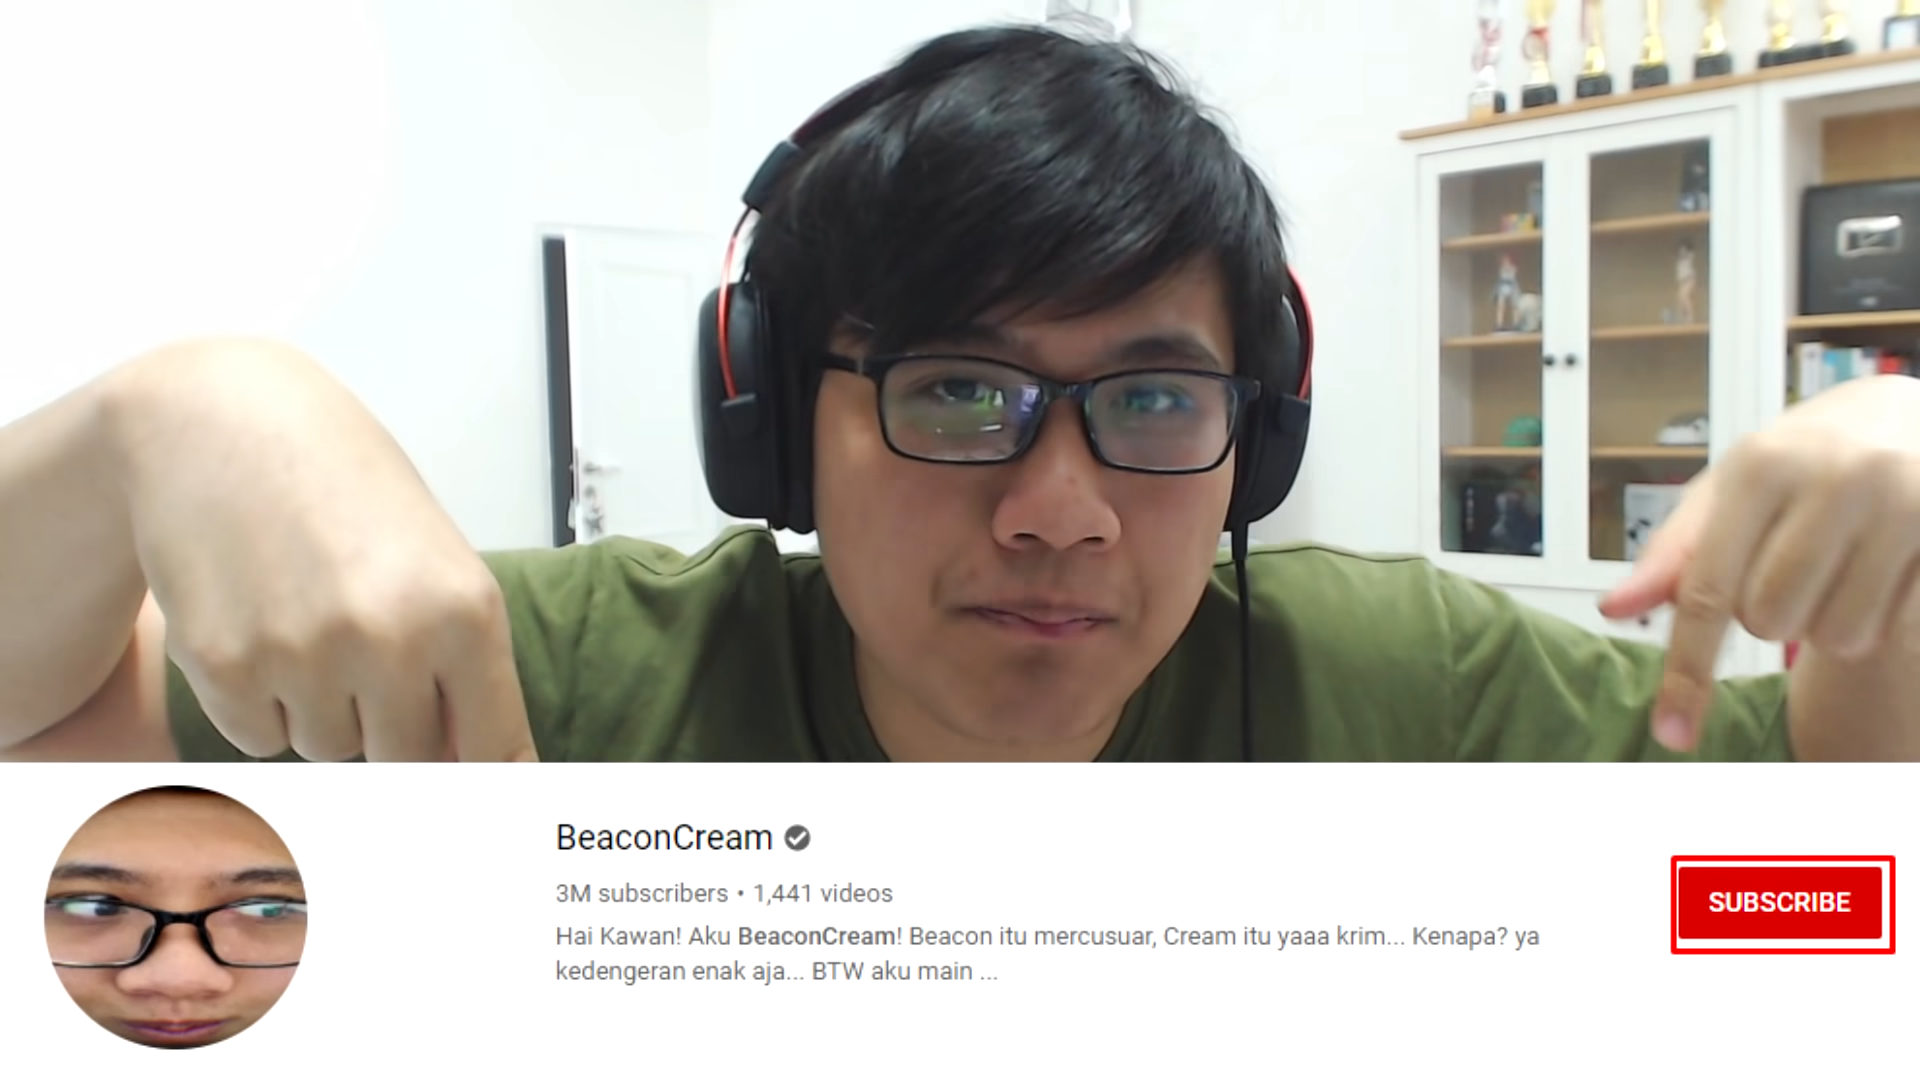 BeaconCream
3M subscribers • 1,441 videos
Hai Kawan! Aku BeaconCream! Beacon itu mercusuar, Cream itu yaaa krim... Kenapa? ya
kedengeran enak aja... BTW aku main ...
SUBSCRIBE